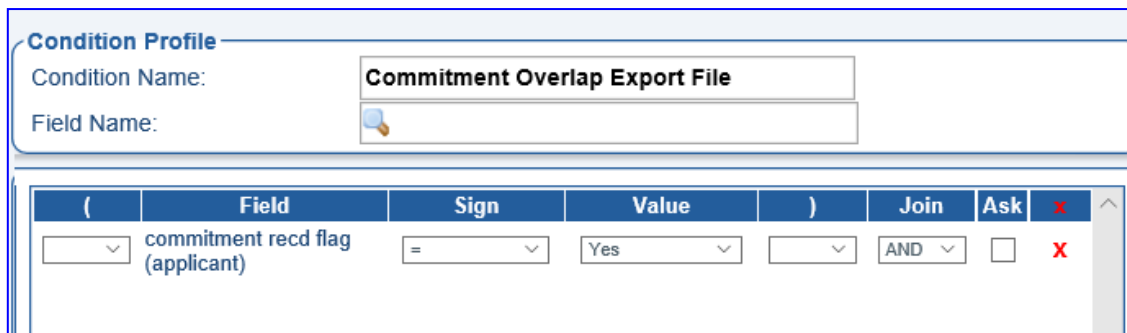 Condition Profile
Condition Name: Commitment Overlap Export File
Field Name:
( Field Sign Value ) Join Ask x
commitment recd flag = Yes AND X
(applicant)